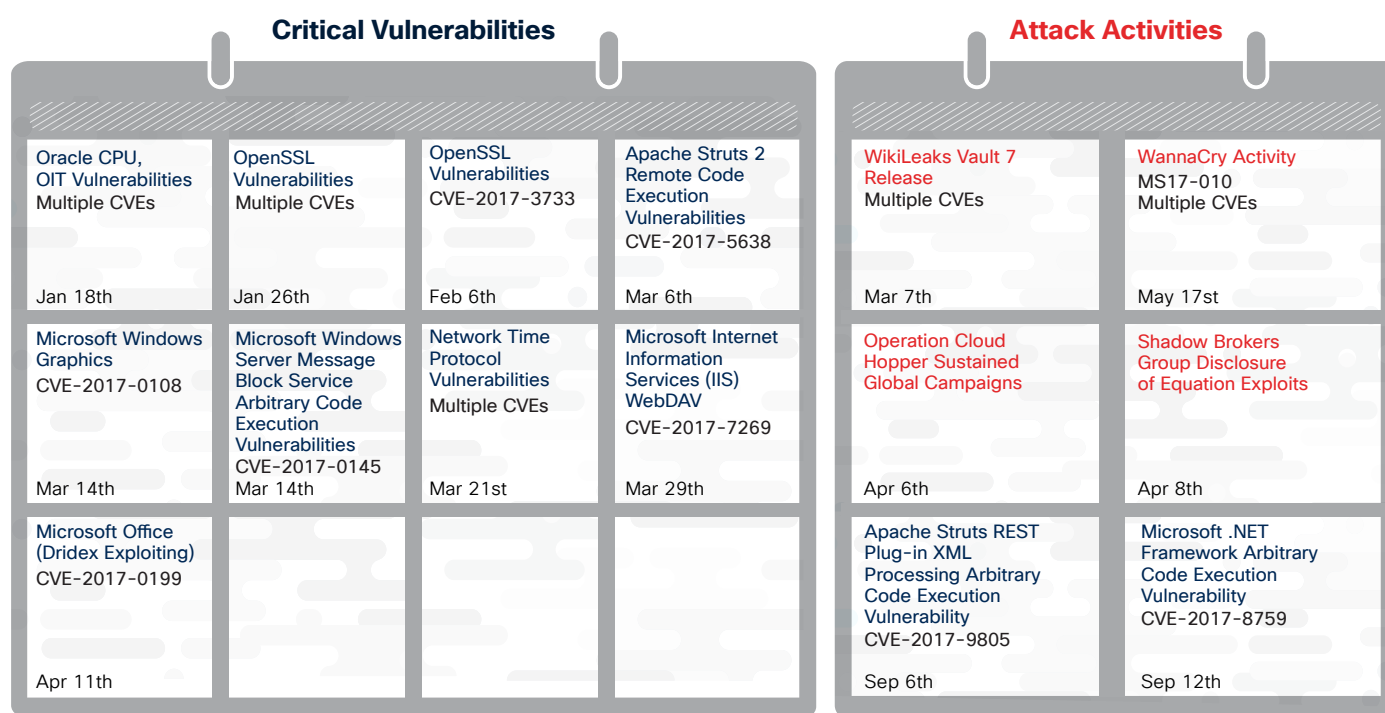 Critical Vulnerabilities
Oracle CPU,
OIT Vulnerabilities
Multiple CVEs
Jan 18th
OpenSSL
Vulnerabilities
Multiple CVEs
Jan 26th
OpenSSL
Vulnerabilities
CVE-2017-3733
Feb 6th
Apache Struts 2
Remote Code
Execution
Vulnerabilities
CVE-2017-5638
Mar 6th
Microsoft Windows
Graphics
CVE-2017-0108
Mar 14th
Microsoft Windows
Server Message
Block Service
Arbitrary Code
Execution
Vulnerabilities
CVE-2017-0145
Mar 14th
Network Time
Protocol
Vulnerabilities
Multiple CVEs
Mar 21st
Microsoft Internet
Information
Services (IIS)
WebDAV
CVE-2017-7269
Mar 29th
Microsoft Office
(Dridex Exploiting)
CVE-2017-0199
Apr 11th
Attack Activities
WikiLeaks Vault 7
Release
Multiple CVEs
Mar 7th
WannaCry Activity
MS17-010
Multiple CVEs
May 17st
Operation Cloud
Hopper Sustained
Global Campaigns
Apr 6th
Shadow Brokers
Group Disclosure
of Equation Exploits
Apr 8th
Apache Struts REST
Plug-in XML
Processing Arbitrary
Code Execution
Vulnerability
CVE-2017-9805
Sep 6th
Microsoft .NET
Framework Arbitrary
Code Execution
Vulnerability
CVE-2017-8759
Sep 12th